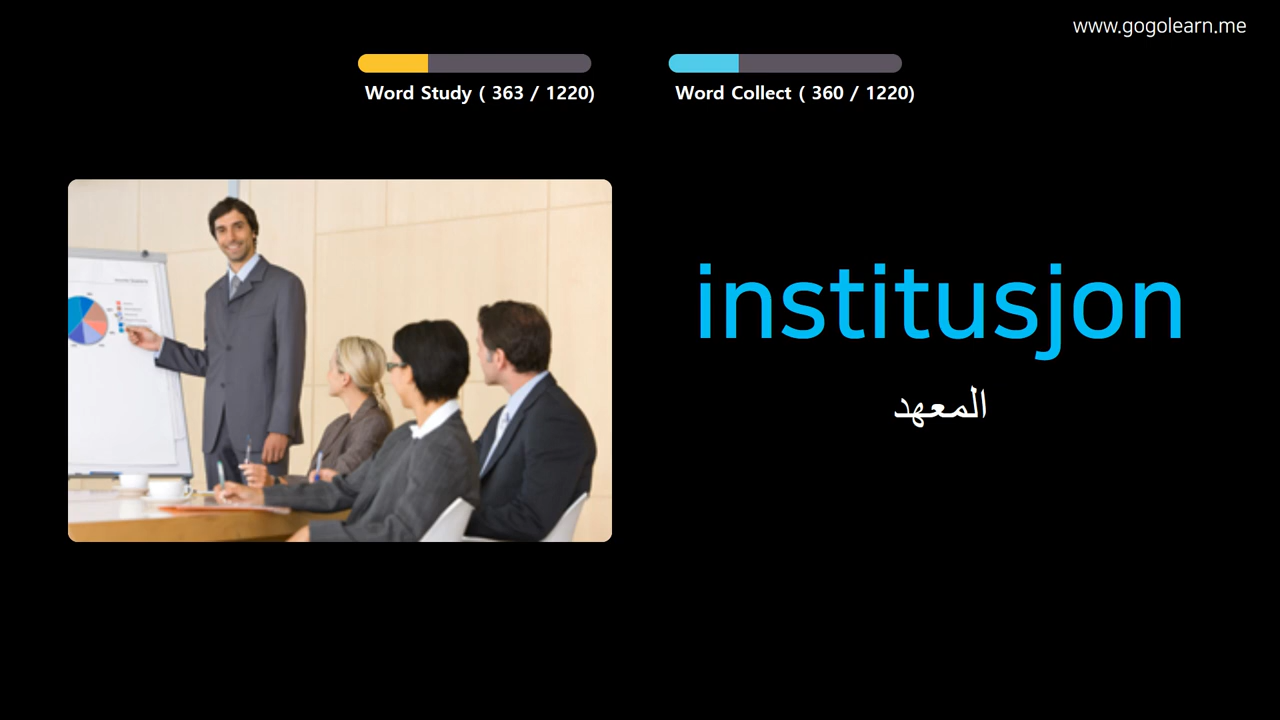 www.gogolearn.me
Word Study ( 363 / 1220)
Word Collect ( 360 / 1220)
institusjon
المعهد